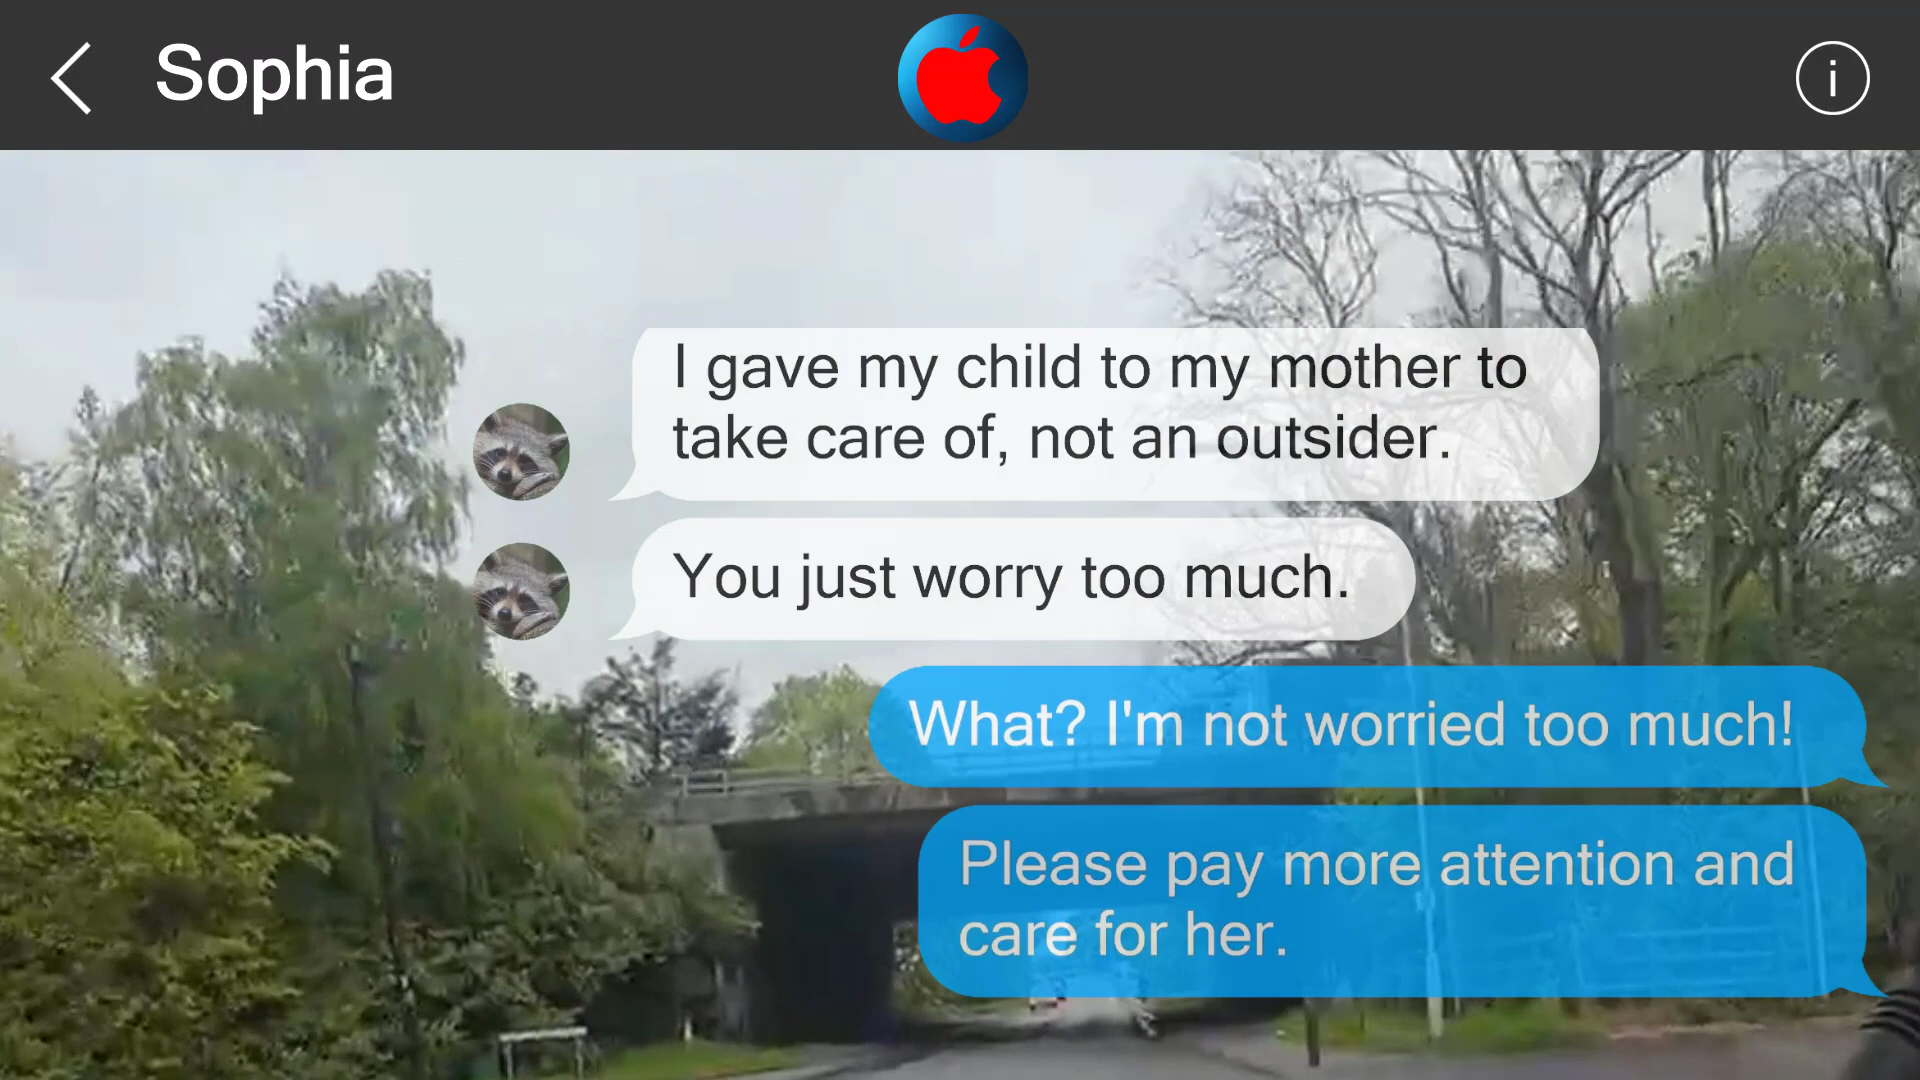 Sophia
I gave my child to my mother to
take care of, not an outsider.
You just worry too much.
What? I'm not worried too much!
Please pay more attention and
care for her.